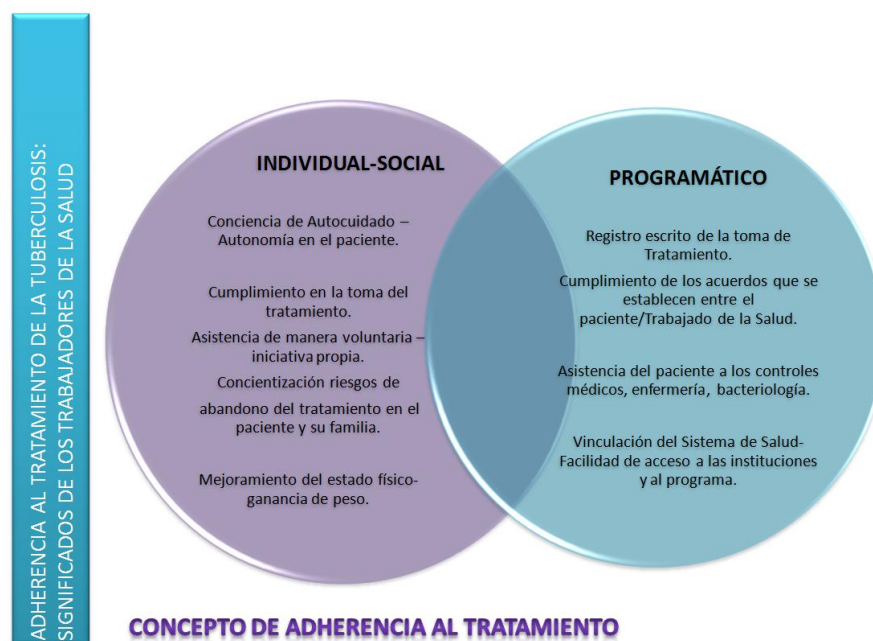 ADHERENCIA AL TRATAMIENTO DE LA TUBERCULOSIS:
SIGNIFICADOS DE LOS TRABAJADORES DE LA SALUD
INDIVIDUAL-SOCIAL
Conciencia de Autocuidado –
Autonomía en el paciente.
Cumplimiento en la toma del
tratamiento.
Asistencia de manera voluntaria –
iniciativa propia.
Concientización riesgos de
abandono del tratamiento en el
paciente y su familia.
Mejoramiento del estado físico-
ganancia de peso.
PROGRAMÁTICO
Registro escrito de la toma de
Tratamiento.
Cumplimiento de los acuerdos que se
establecen entre el
paciente/Trabajado de la Salud.
Asistencia del paciente a los controles
médicos, enfermería, bacteriología.
Vinculación del Sistema de Salud-
Facilidad de acceso a las instituciones
y al programa.
CONCEPTO DE ADHERENCIA AL TRATAMIENTO